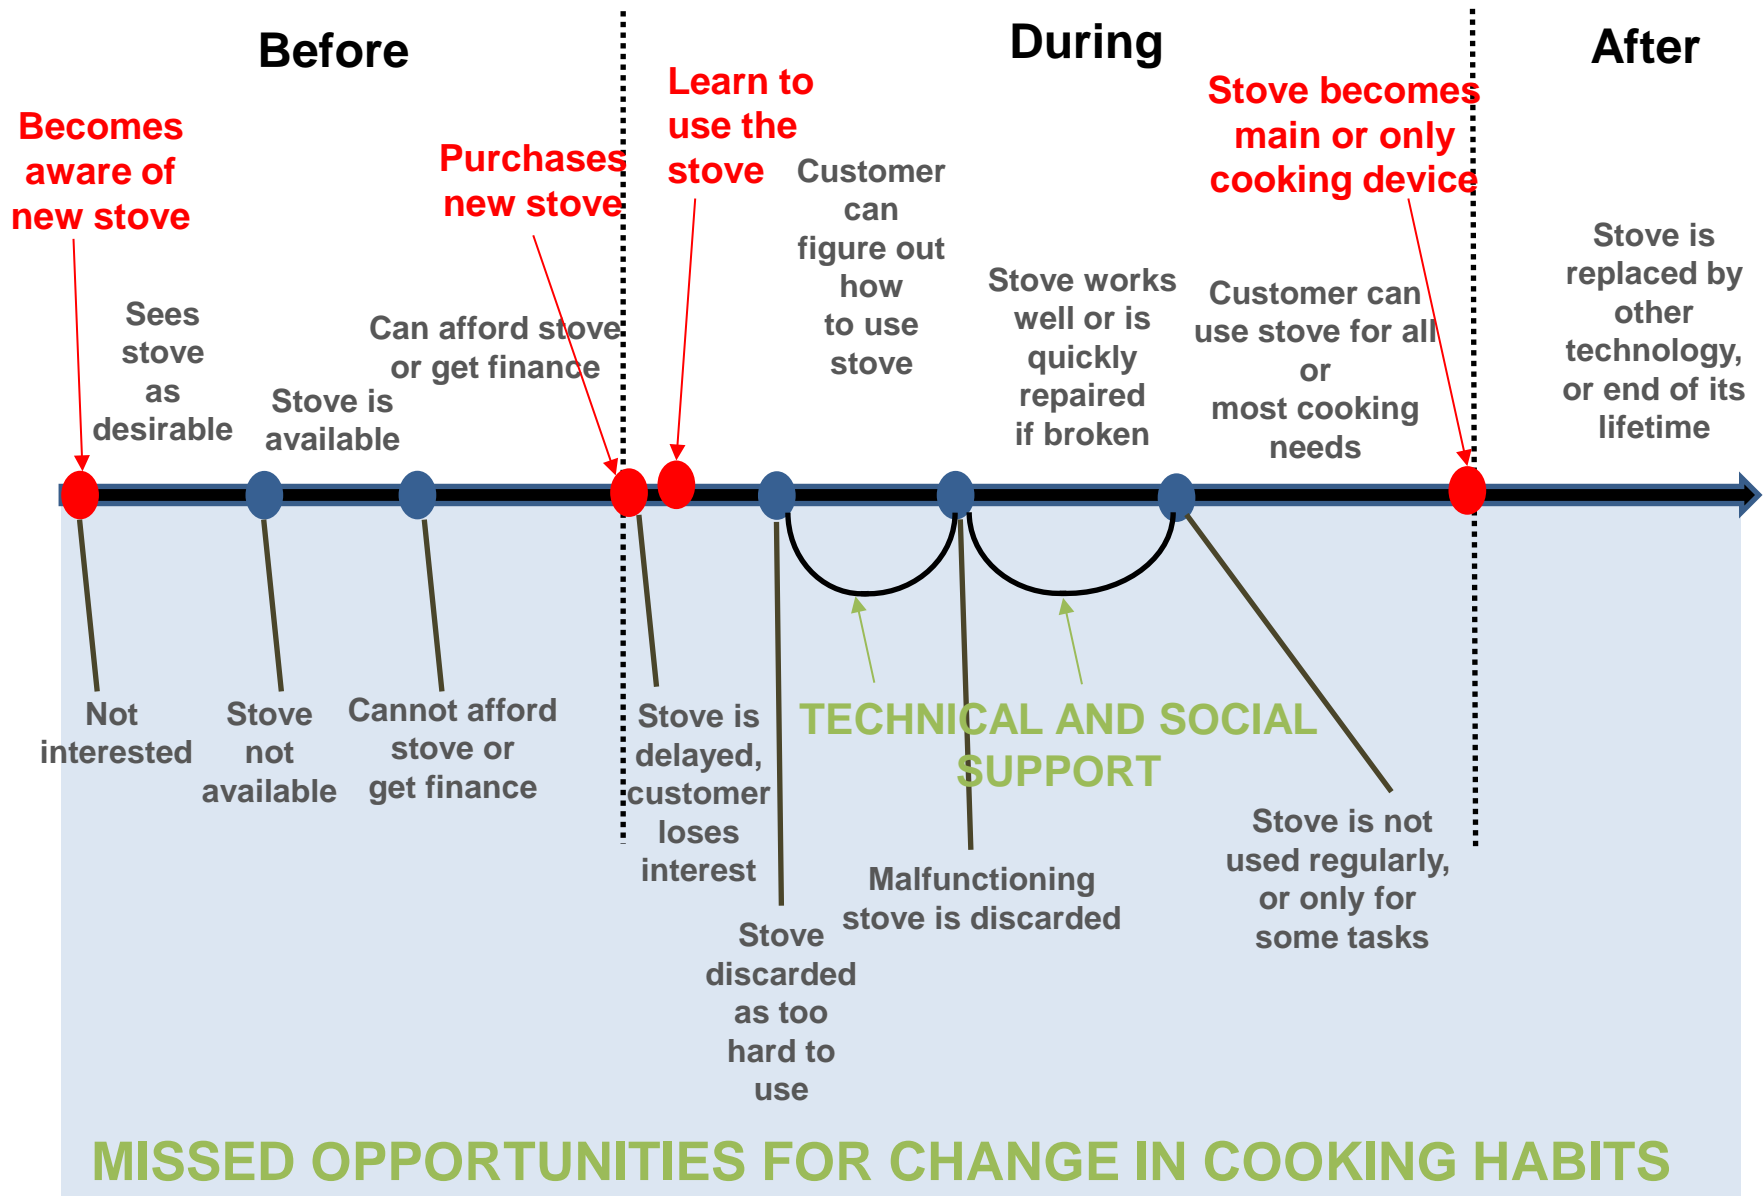 Before
During
After
Becomes
aware of
new stove
Purchases
new stove
Learn to
use the
stove
Stove becomes
main or only
cooking device
Sees
stove
as
desirable
Stove is
available
Can afford stove
or get finance
Customer
can
figure out
how
to use
stove
Stove works
well or is
quickly
repaired
if broken
Customer can
use stove for all
or
most cooking
needs
Stove is
replaced by
other
technology,
or end of its
lifetime
Not
interested
Stove
not
available
Cannot afford
stove or
get finance
Stove is
delayed,
customer
loses
interest
TECHNICAL AND SOCIAL
SUPPORT
Stove
discarded
as too
hard to
use
Malfunctioning
stove is discarded
Stove is not
used regularly,
or only for
some tasks
MISSED OPPORTUNITIES FOR CHANGE IN COOKING HABITS